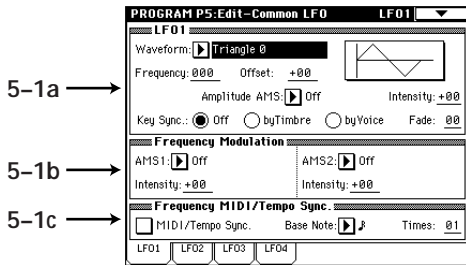 PROGRAM P5:Edit-Common LFO LFO1
LFO1
Waveform: Triangle 0
Frequency: 000 Offset: +00
5-1a
Amplitude AMS: Off Intensity: +00
Key Sync.: Off byTimbre byVoice Fade: 00
Frequency Modulation
AMS1: Off AMS2: Off
5-1b
Intensity: +00 Intensity: +00
Frequency MIDI/Tempo Sync.
5-1c
MIDI/Tempo Sync. Base Note: ♪ Times: 01
LFO1 LFO2 LFO3 LFO4